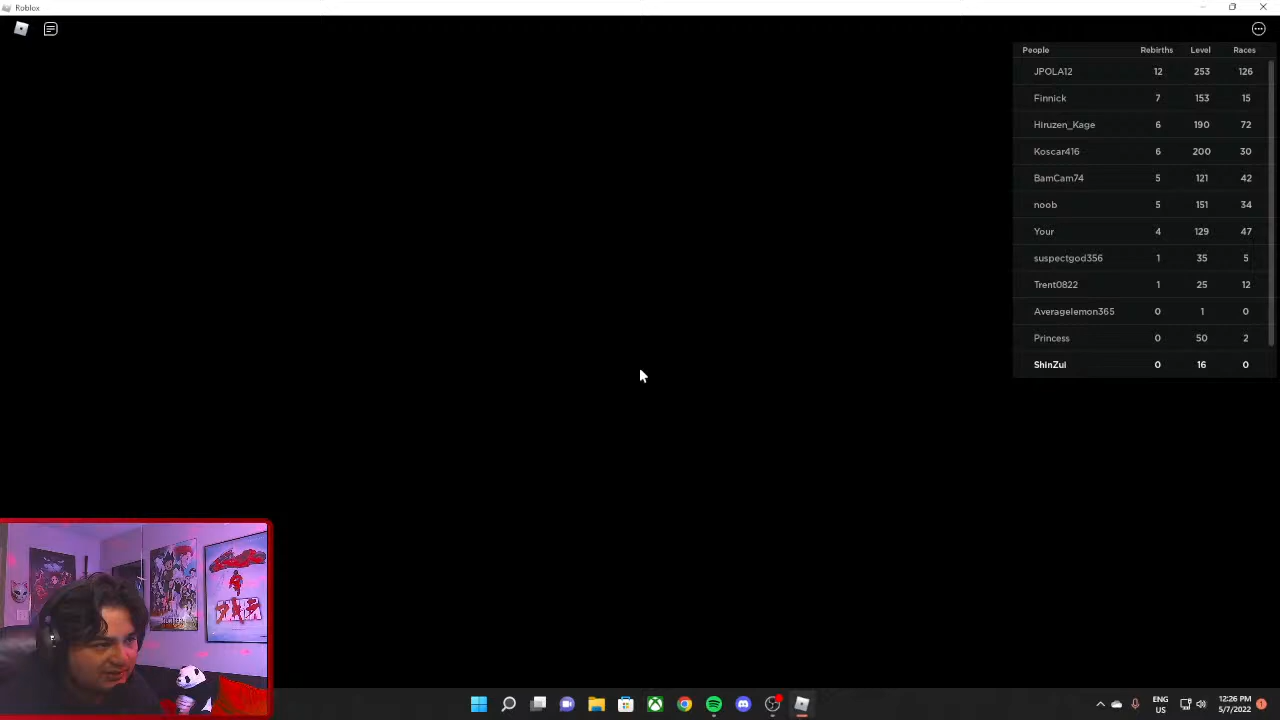 Roblox
People Rebirths Level Races
JPOLA12 12 253 126
Finnick 7 153 15
Hiruzen_Kage 6 190 72
Koscar416 6 200 30
BamCam74 5 121 42
noob 5 151 34
Your 4 129 47
suspectgod356 1 35 5
Trent0822 1 25 12
Averagelemon365 0 1 0
Princess 0 50 2
ShinZui 0 16 0
ENG
US
12:26 PM
5/7/2022
1